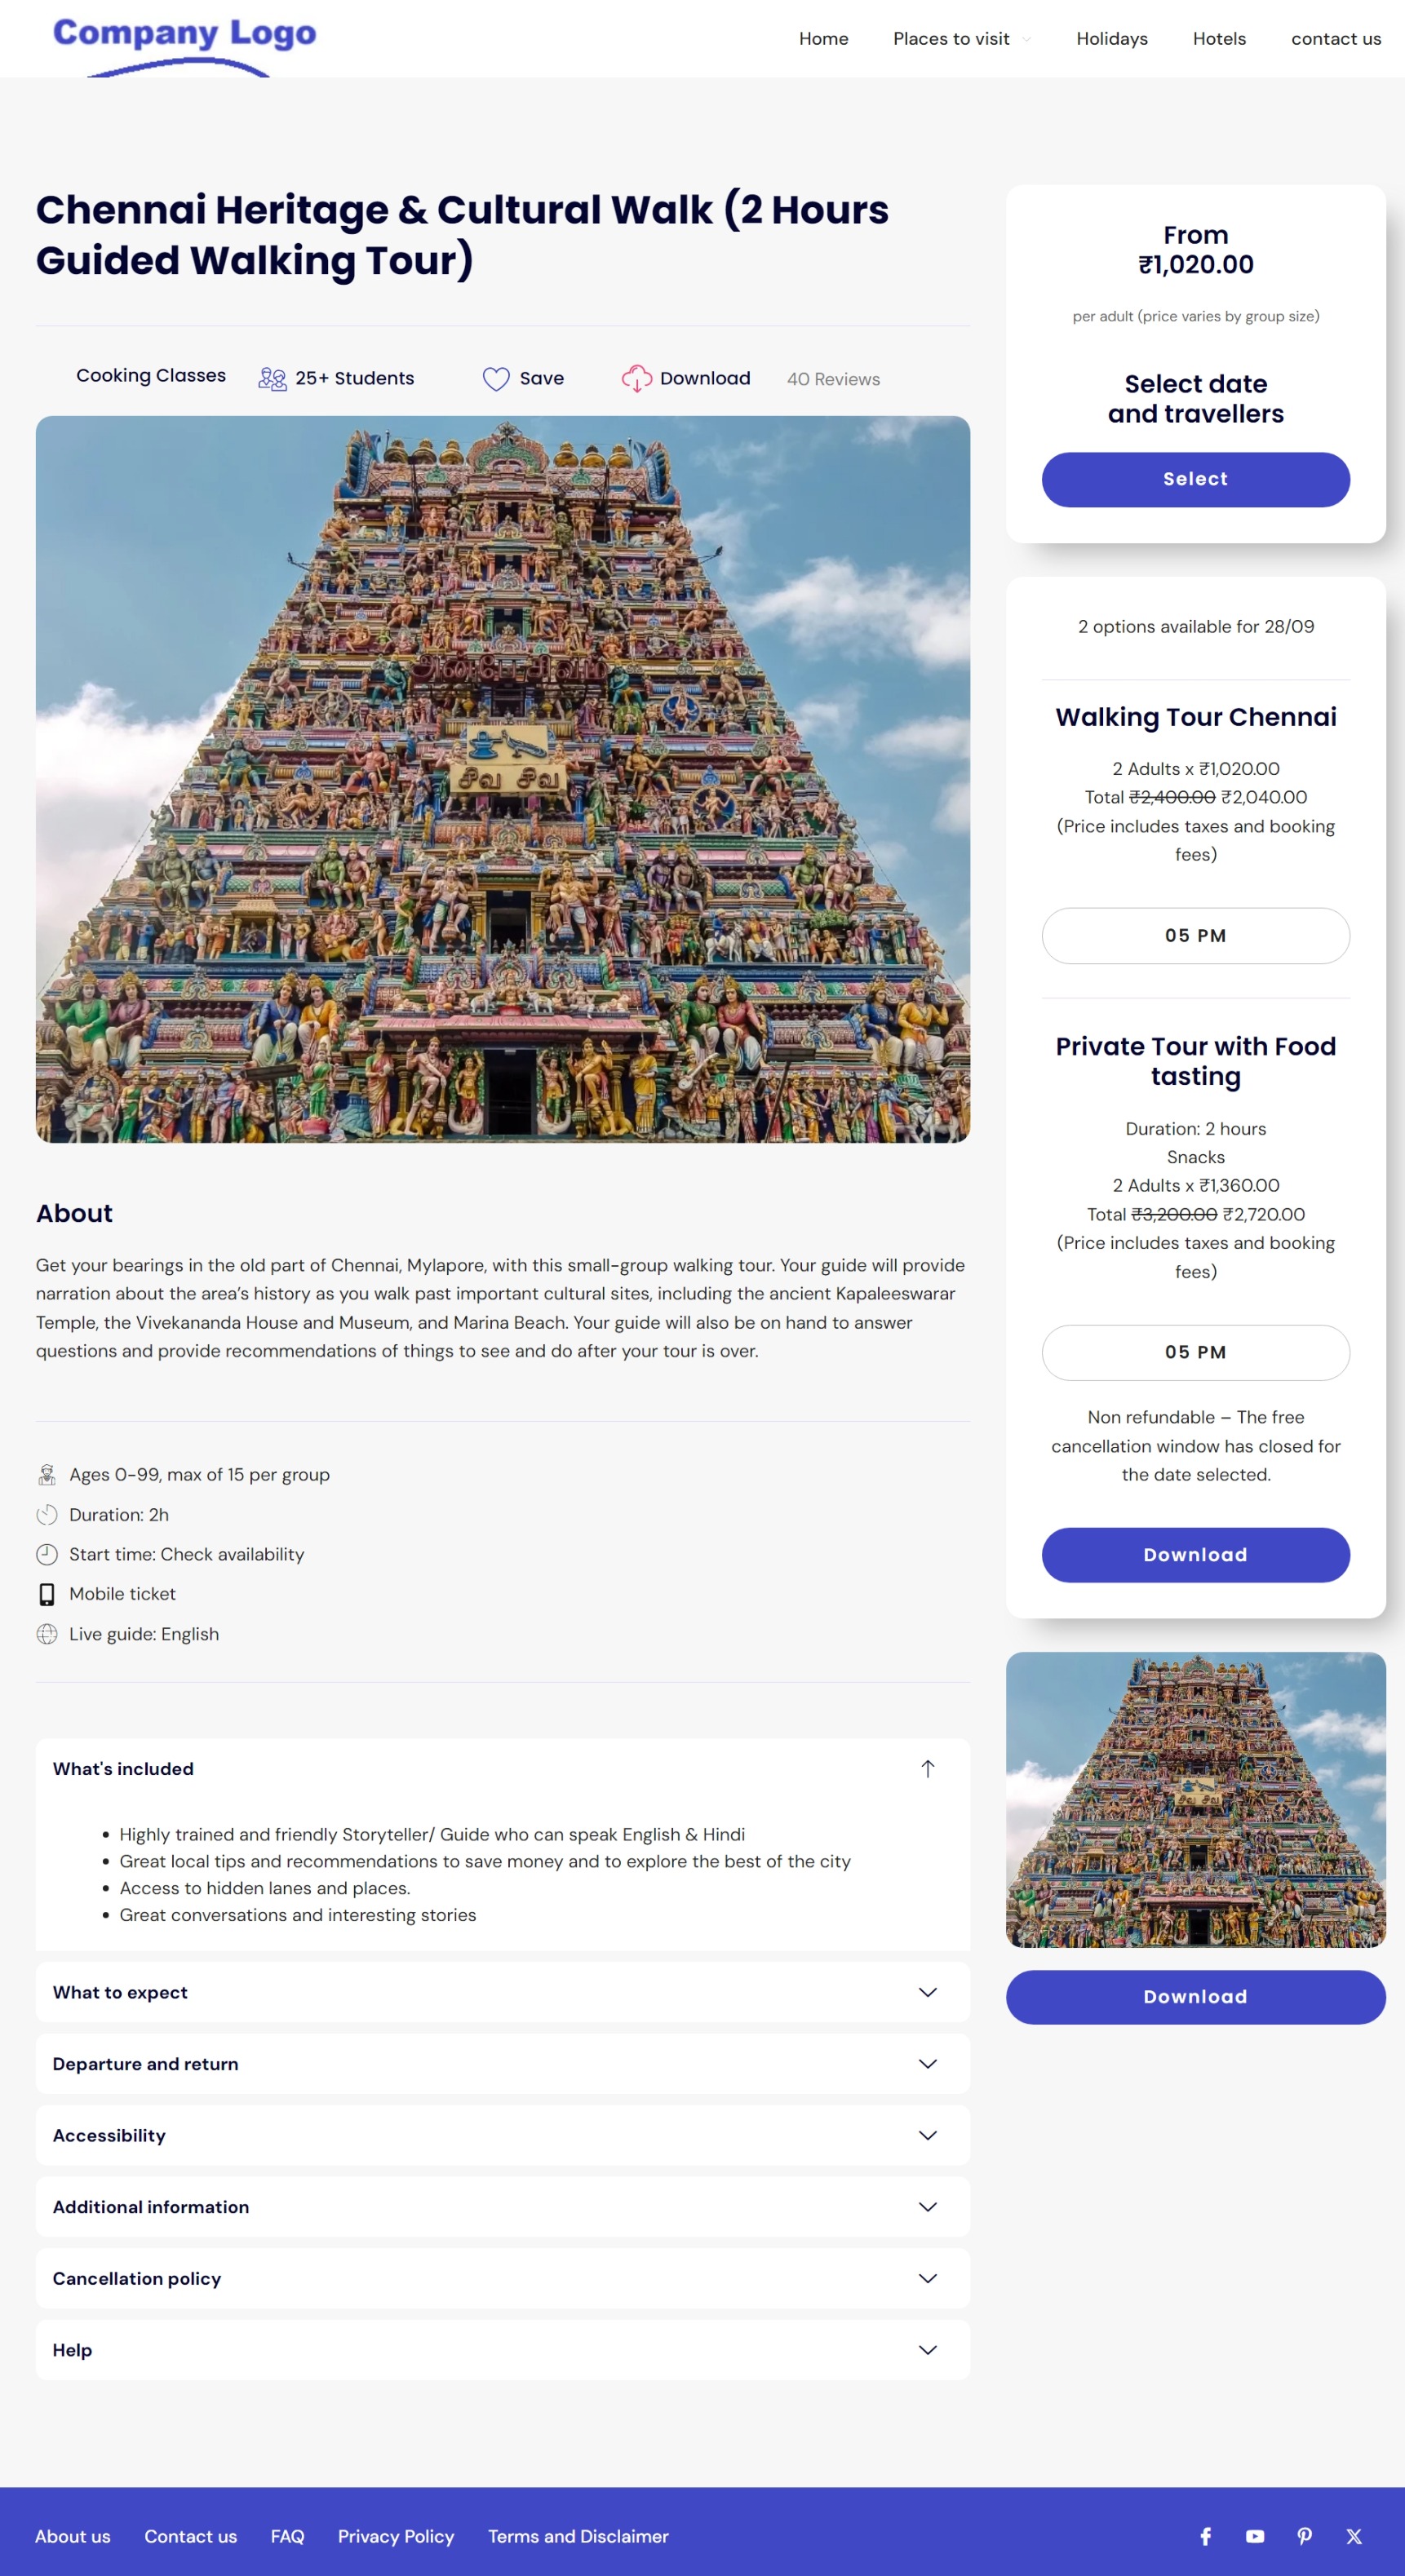 Company Logo
Home
Places to visit
Holidays
Hotels
contact us
Chennai Heritage & Cultural Walk (2 Hours
Guided Walking Tour)
Cooking Classes
25+ Students
Save
Download
40 Reviews
அன்பே சிவம்
சிவ சிவ
About
Get your bearings in the old part of Chennai, Mylapore, with this small-group walking tour. Your guide will provide
narration about the area’s history as you walk past important cultural sites, including the ancient Kapaleeswarar
Temple, the Vivekananda House and Museum, and Marina Beach. Your guide will also be on hand to answer
questions and provide recommendations of things to see and do after your tour is over.
Ages 0-99, max of 15 per group
Duration: 2h
Start time: Check availability
Mobile ticket
Live guide: English
What's included
• Highly trained and friendly Storyteller/ Guide who can speak English & Hindi
• Great local tips and recommendations to save money and to explore the best of the city
• Access to hidden lanes and places.
• Great conversations and interesting stories
What to expect
Departure and return
Accessibility
Additional information
Cancellation policy
Help
From
₹1,020.00
per adult (price varies by group size)
Select date
and travellers
Select
2 options available for 28/09
Walking Tour Chennai
2 Adults x ₹1,020.00
Total ₹2,400.00 ₹2,040.00
(Price includes taxes and booking
fees)
05 PM
Private Tour with Food
tasting
Duration: 2 hours
Snacks
2 Adults x ₹1,360.00
Total ₹3,200.00 ₹2,720.00
(Price includes taxes and booking
fees)
05 PM
Non refundable – The free
cancellation window has closed for
the date selected.
Download
சிவ சிவ
Download
About us
Contact us
FAQ
Privacy Policy
Terms and Disclaimer